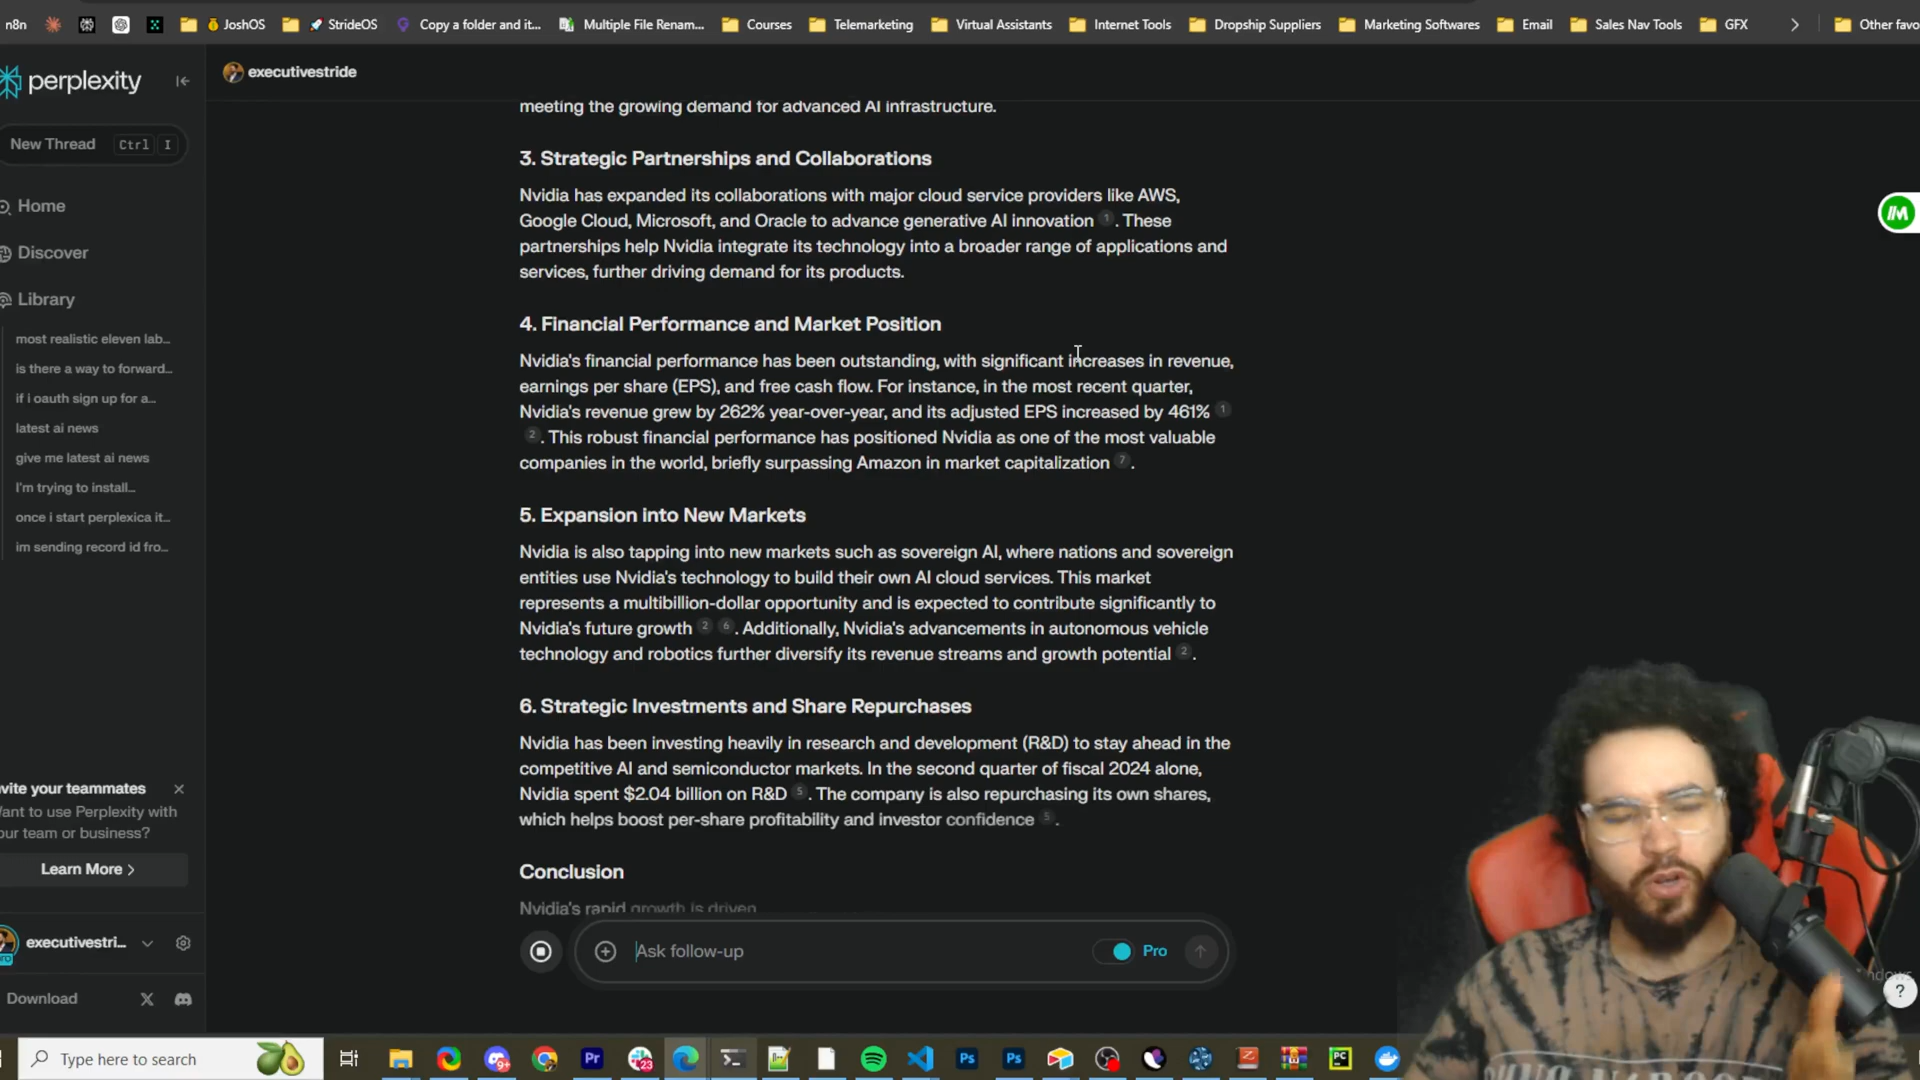 n8n
JoshOS
StrideOS
Copy a folder and it...
Multiple File Renam...
Courses
Telemarketing
Virtual Assistants
Internet Tools
Dropship Suppliers
Marketing Softwares
Email
Sales Nav Tools
GFX
Other favo
perplexity
executivestride
New Thread
Ctrl
I
Home
Discover
Library
most realistic eleven lab...
is there a way to forward...
if i oauth sign up for a...
latest ai news
give me latest ai news
I'm trying to install...
once i start perplexica it...
im sending record id fro...
nvite your teammates
Want to use Perplexity with
our team or business?
Learn More >
executivestri...
pro
Download
meeting the growing demand for advanced AI infrastructure.
3. Strategic Partnerships and Collaborations
Nvidia has expanded its collaborations with major cloud service providers like AWS,
Google Cloud, Microsoft, and Oracle to advance generative AI innovation 1 . These
partnerships help Nvidia integrate its technology into a broader range of applications and
services, further driving demand for its products.
4. Financial Performance and Market Position
Nvidia's financial performance has been outstanding, with significant increases in revenue,
earnings per share (EPS), and free cash flow. For instance, in the most recent quarter,
Nvidia's revenue grew by 262% year-over-year, and its adjusted EPS increased by 461% 1
2 . This robust financial performance has positioned Nvidia as one of the most valuable
companies in the world, briefly surpassing Amazon in market capitalization 7 .
5. Expansion into New Markets
Nvidia is also tapping into new markets such as sovereign AI, where nations and sovereign
entities use Nvidia's technology to build their own AI cloud services. This market
represents a multibillion-dollar opportunity and is expected to contribute significantly to
Nvidia's future growth 2 6 . Additionally, Nvidia's advancements in autonomous vehicle
technology and robotics further diversify its revenue streams and growth potential 2 .
6. Strategic Investments and Share Repurchases
Nvidia has been investing heavily in research and development (R&D) to stay ahead in the
competitive AI and semiconductor markets. In the second quarter of fiscal 2024 alone,
Nvidia spent $2.04 billion on R&D 5 . The company is also repurchasing its own shares,
which helps boost per-share profitability and investor confidence 5 .
Conclusion
Nvidia's rapid growth is driven
Ask follow-up
Pro
?
Type here to search
Pr
23
Ps
Ps
PC